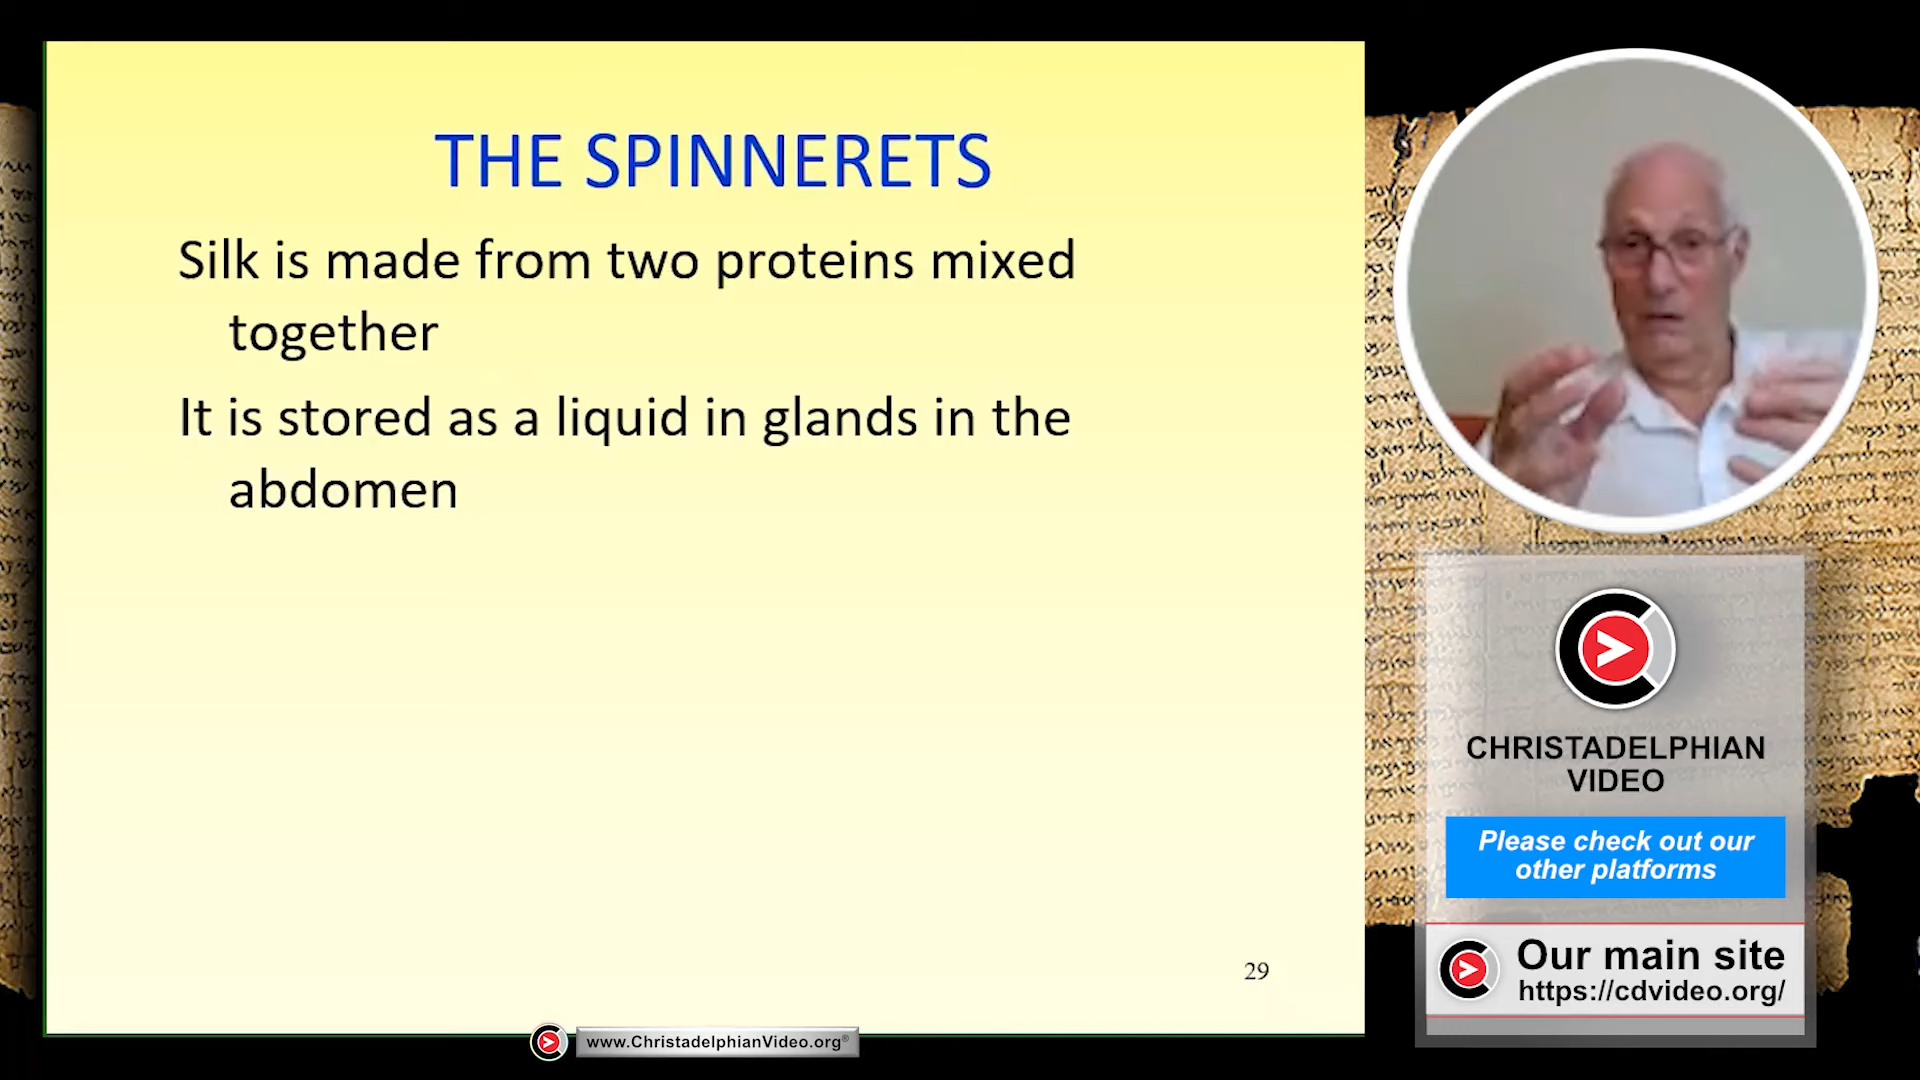 THE SPINNERETS
Silk is made from two proteins mixed
together
It is stored as a liquid in glands in the
abdomen
29
www.ChristadelphianVideo.org®
CHRISTADELPHIAN
VIDEO
Please check out our
other platforms
Our main site
https://cdvideo.org/